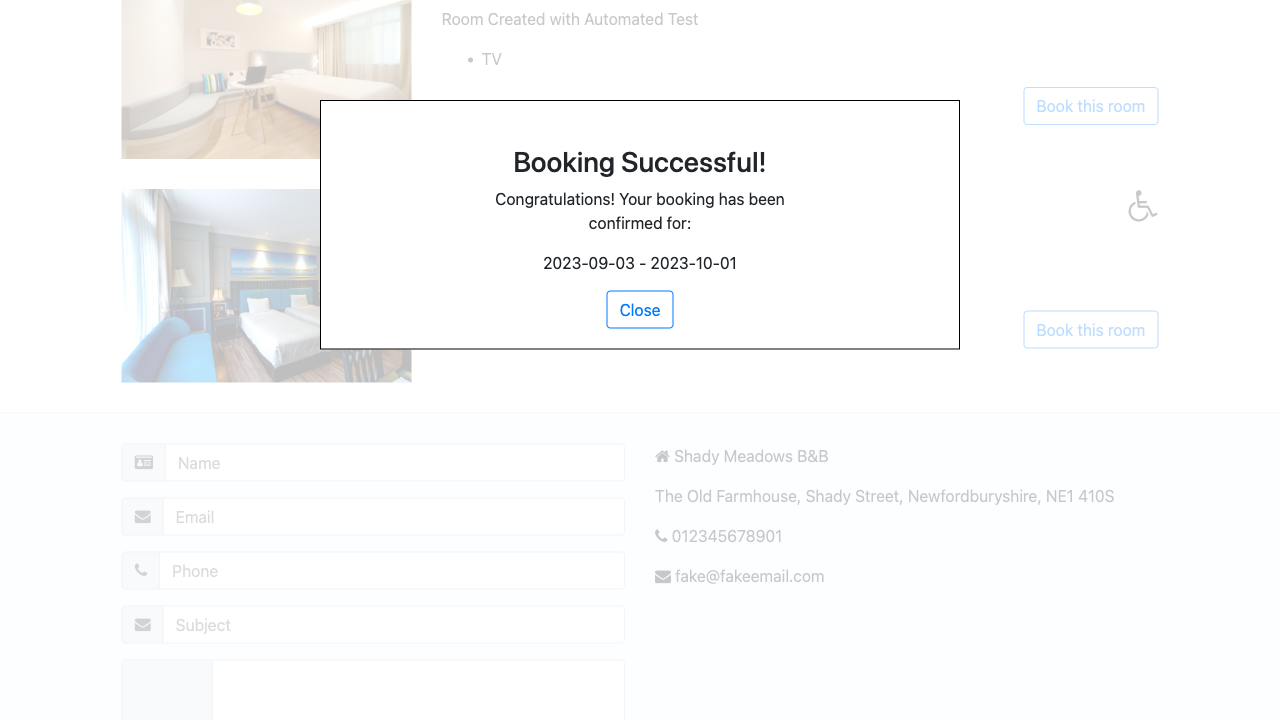 Room Created with Automated Test
• TV
Book this room
Booking Successful!
Congratulations! Your booking has been
confirmed for:
2023-09-03 - 2023-10-01
Close
Book this room
Name
Email
Phone
Subject
Shady Meadows B&B
The Old Farmhouse, Shady Street, Newfordburyshire, NE1 410S
012345678901
fake@fakeemail.com